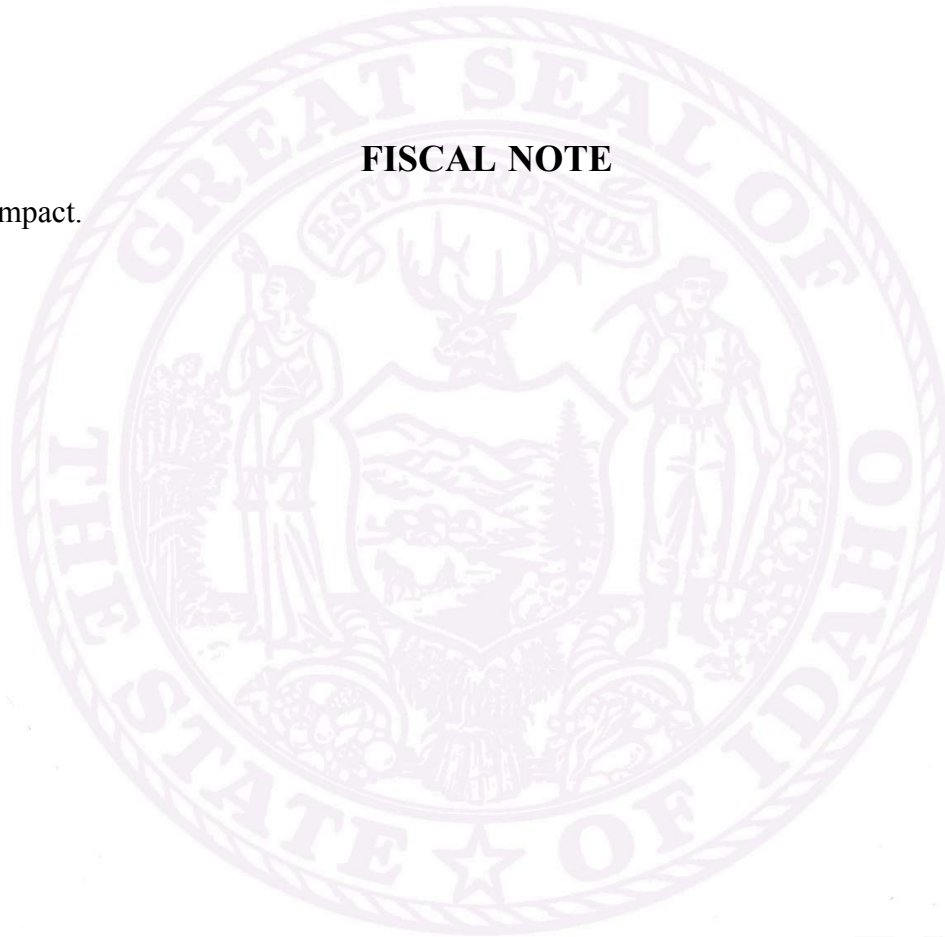 FISCAL NOTE
mpact.
GREAT SEAL OF
ESTO PERPETUA
THE STATE OF IDAHO